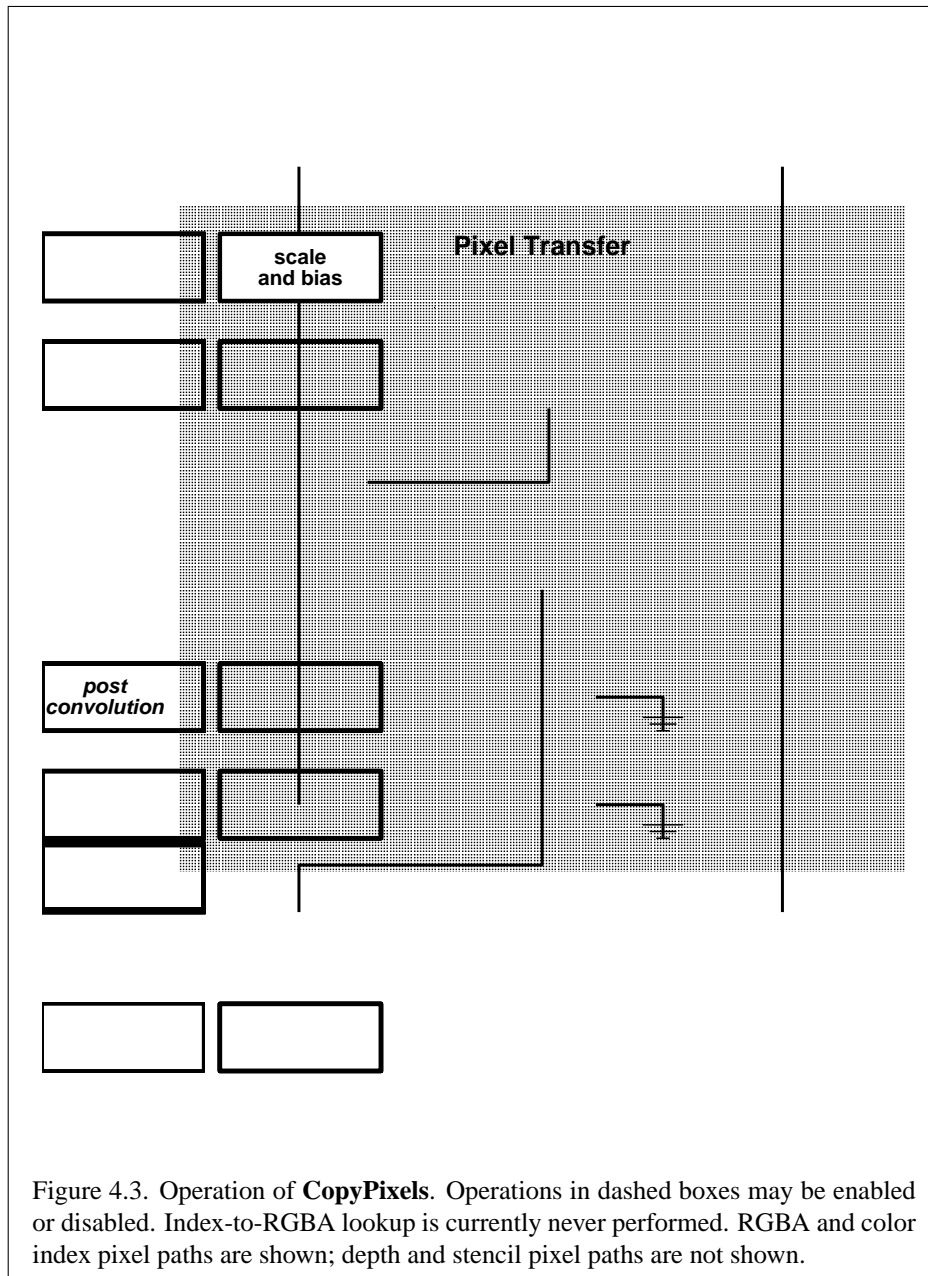 Pixel Transfer
scale
and bias
post
convolution
Figure 4.3. Operation of CopyPixels. Operations in dashed boxes may be enabled
or disabled. Index-to-RGBA lookup is currently never performed. RGBA and color
index pixel paths are shown; depth and stencil pixel paths are not shown.